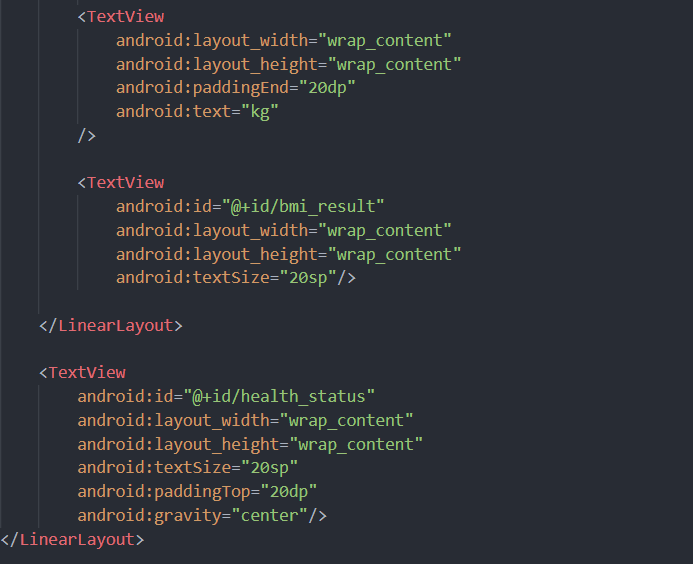 <TextView
android:layout_width="wrap_content"
android:layout_height="wrap_content"
android:paddingEnd="20dp"
android:text="kg"
/>
<TextView
android:id="@+id/bmi_result"
android:layout_width="wrap_content"
android:layout_height="wrap_content"
android:textSize="20sp"/>
</LinearLayout>
<TextView
android:id="@+id/health_status"
android:layout_width="wrap_content"
android:layout_height="wrap_content"
android:textSize="20sp"
android:paddingTop="20dp"
android:gravity="center"/>
</LinearLayout>